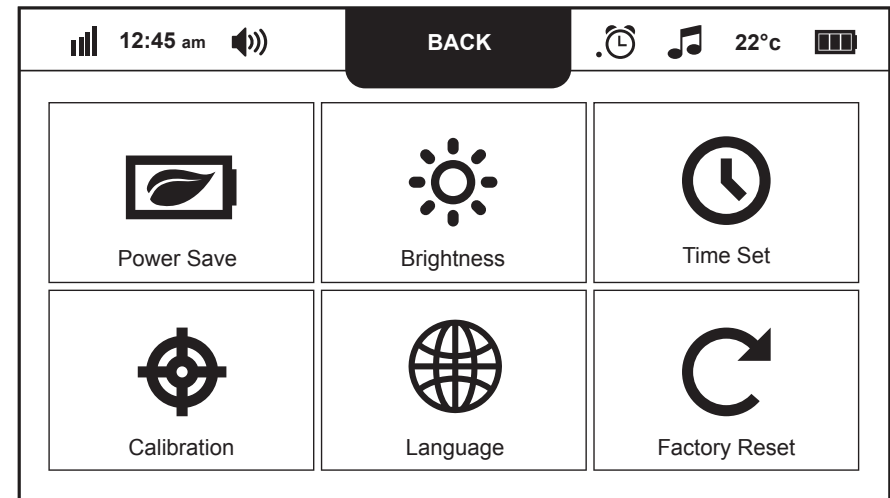 12:45 am BACK 22°c
Power Save Brightness Time Set
Calibration Language Factory Reset